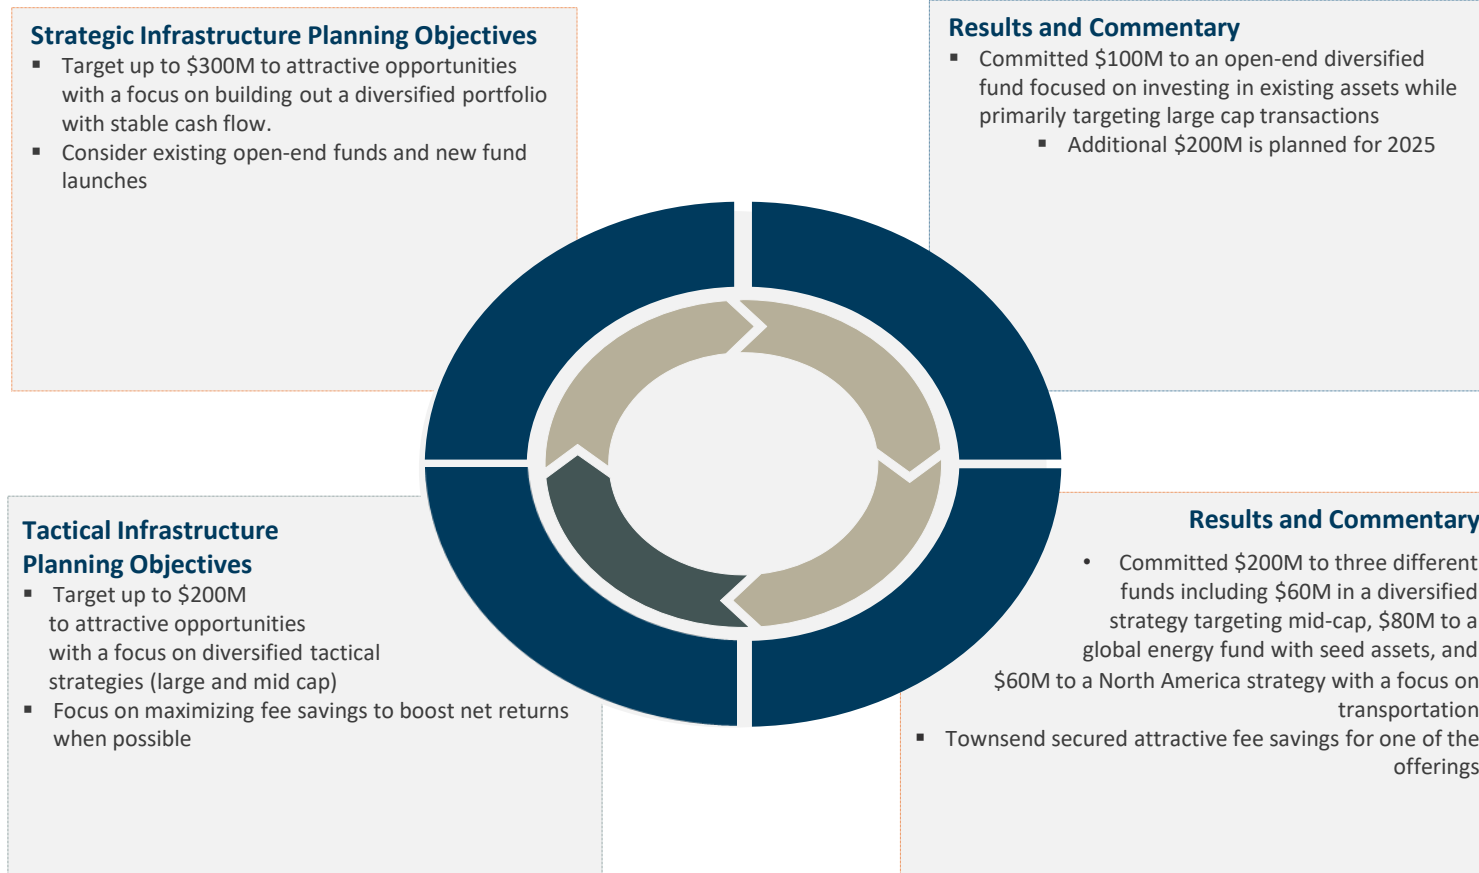 Strategic Infrastructure Planning Objectives
▪ Target up to $300M to attractive opportunities
with a focus on building out a diversified portfolio
with stable cash flow.
▪ Consider existing open-end funds and new fund
launches
Results and Commentary
▪ Committed $100M to an open-end diversified
fund focused on investing in existing assets while
primarily targeting large cap transactions
▪ Additional $200M is planned for 2025
Tactical Infrastructure
Planning Objectives
▪ Target up to $200M
to attractive opportunities
with a focus on diversified tactical
strategies (large and mid cap)
▪ Focus on maximizing fee savings to boost net returns
when possible
Results and Commentary
• Committed $200M to three different
funds including $60M in a diversified
strategy targeting mid-cap, $80M to a
global energy fund with seed assets, and
$60M to a North America strategy with a focus on
transportation
▪ Townsend secured attractive fee savings for one of the
offerings